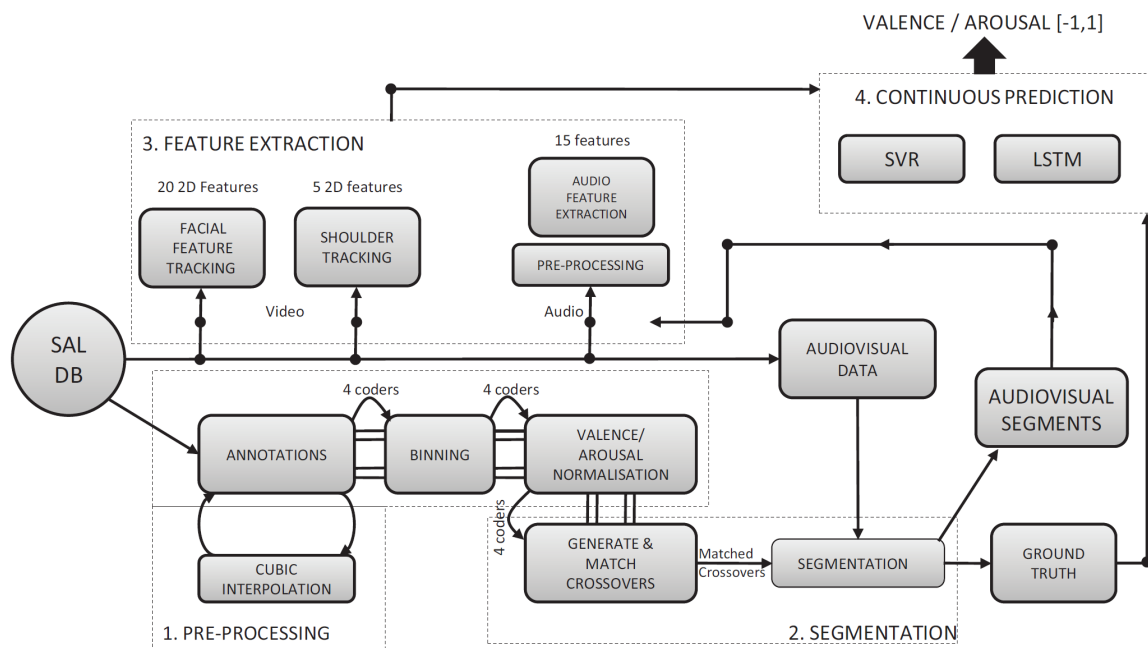 VALENCE / AROUSAL [-1,1]
4. CONTINUOUS PREDICTION
SVR
LSTM
3. FEATURE EXTRACTION
15 features
20 2D Features
5 2D features
AUDIO
FEATURE
EXTRACTION
FACIAL
FEATURE
TRACKING
SHOULDER
TRACKING
PRE-PROCESSING
Video
Audio
SAL
DB
AUDIOVISUAL
DATA
AUDIOVISUAL
SEGMENTS
4 coders
4 coders
ANNOTATIONS
BINNING
VALENCE/
AROUSAL
NORMALISATION
4 coders
CUBIC
INTERPOLATION
GENERATE &
MATCH
CROSSOVERS
Matched
Crossovers
SEGMENTATION
GROUND
TRUTH
1. PRE-PROCESSING
2. SEGMENTATION